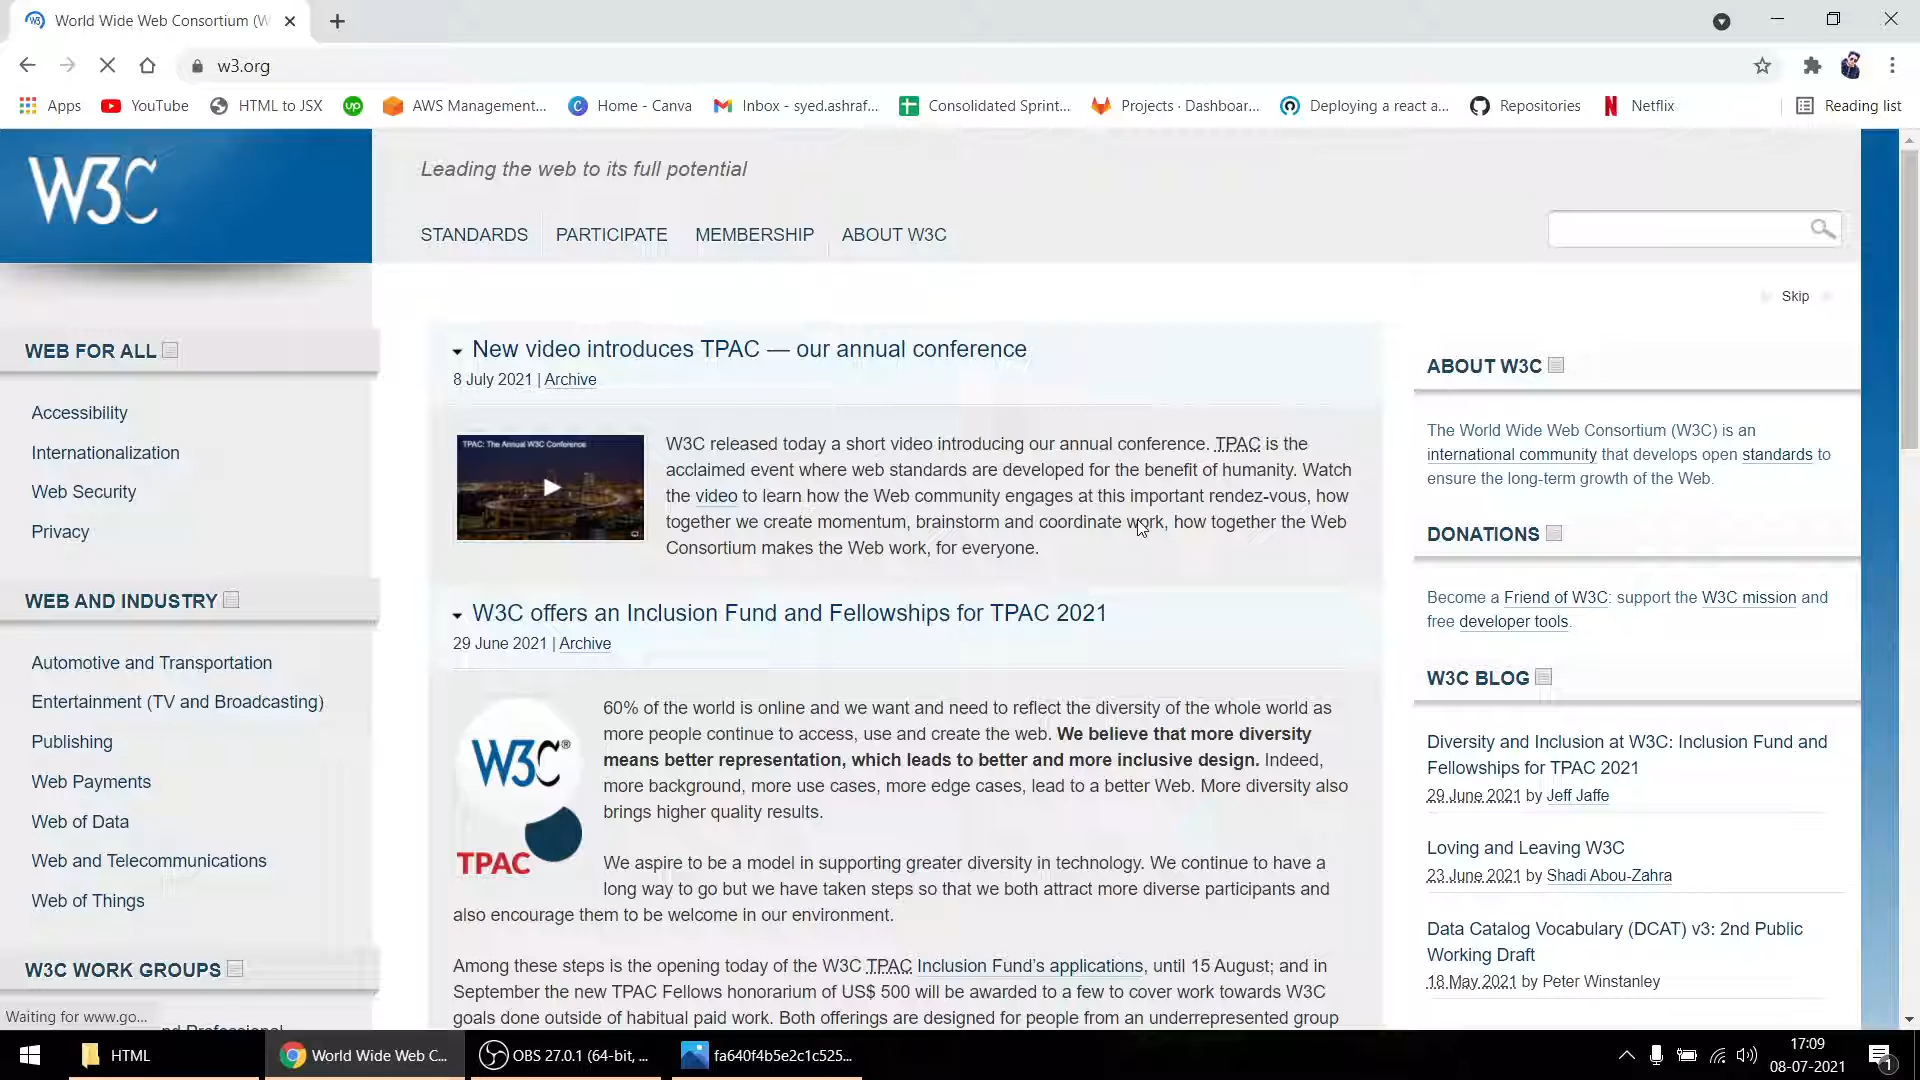 World Wide Web Consortium (W
w3.org
Apps
YouTube
HTML to JSX
up
AWS Management...
Home - Canva
Inbox - syed.ashraf...
Consolidated Sprint...
Projects · Dashboar...
Deploying a react a...
Repositories
Netflix
Reading list
W3C
Leading the web to its full potential
STANDARDS
PARTICIPATE
MEMBERSHIP
ABOUT W3C
Skip
WEB FOR ALL
Accessibility
Internationalization
Web Security
Privacy
WEB AND INDUSTRY
Automotive and Transportation
Entertainment (TV and Broadcasting)
Publishing
Web Payments
Web of Data
Web and Telecommunications
Web of Things
W3C WORK GROUPS
New video introduces TPAC — our annual conference
8 July 2021 | Archive
TPAC: The Annual W3C Conference
W3C released today a short video introducing our annual conference. TPAC is the
acclaimed event where web standards are developed for the benefit of humanity. Watch
the video to learn how the Web community engages at this important rendez-vous, how
together we create momentum, brainstorm and coordinate work, how together the Web
Consortium makes the Web work, for everyone.
W3C offers an Inclusion Fund and Fellowships for TPAC 2021
29 June 2021 | Archive
W3C®
TPAC
60% of the world is online and we want and need to reflect the diversity of the whole world as
more people continue to access, use and create the web. We believe that more diversity
means better representation, which leads to better and more inclusive design. Indeed,
more background, more use cases, more edge cases, lead to a better Web. More diversity also
brings higher quality results.
We aspire to be a model in supporting greater diversity in technology. We continue to have a
long way to go but we have taken steps so that we both attract more diverse participants and
also encourage them to be welcome in our environment.
Among these steps is the opening today of the W3C TPAC Inclusion Fund's applications, until 15 August; and in
September the new TPAC Fellows honorarium of US$ 500 will be awarded to a few to cover work towards W3C
goals done outside of habitual paid work. Both offerings are designed for people from an underrepresented group
ABOUT W3C
The World Wide Web Consortium (W3C) is an
international community that develops open standards to
ensure the long-term growth of the Web.
DONATIONS
Become a Friend of W3C: support the W3C mission and
free developer tools.
W3C BLOG
Diversity and Inclusion at W3C: Inclusion Fund and
Fellowships for TPAC 2021
29 June 2021 by Jeff Jaffe
Loving and Leaving W3C
23 June 2021 by Shadi Abou-Zahra
Data Catalog Vocabulary (DCAT) v3: 2nd Public
Working Draft
18 May 2021 by Peter Winstanley
Waiting for www.go...
HTML
World Wide Web C...
OBS 27.0.1 (64-bit, ...
fa640f4b5e2c1c525...
17:09
08-07-2021
1